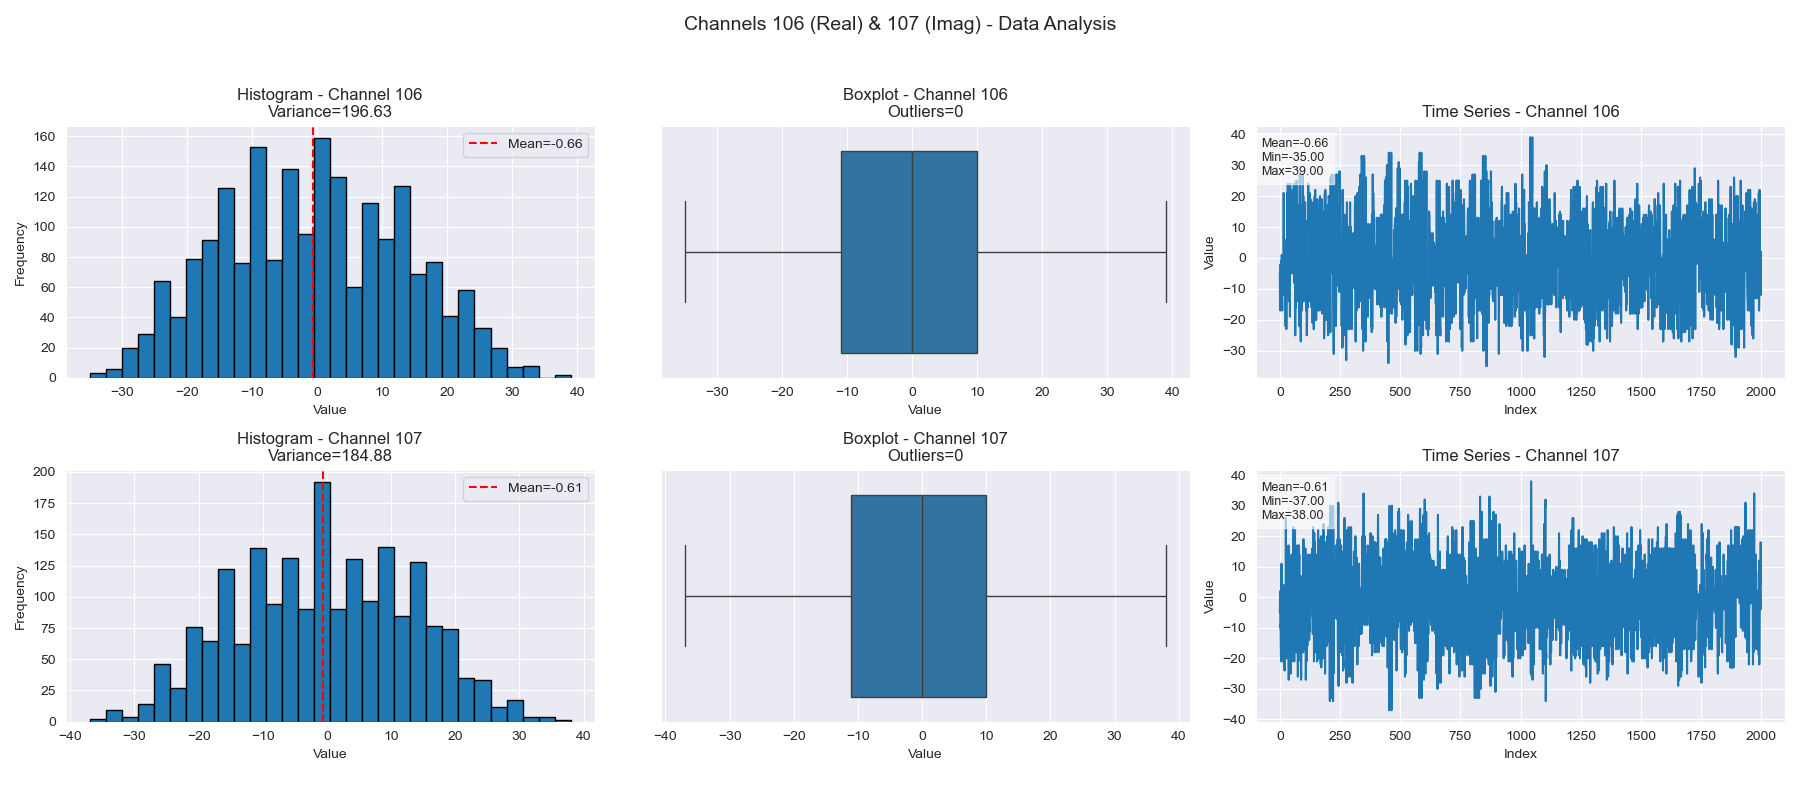 Channels 106 (Real) & 107 (Imag) - Data Analysis
Histogram - Channel 106
Variance=196.63
Mean=-0.66
Frequency
160
140
120
100
80
60
40
20
0
−30 −20 −10 0 10 20 30 40
Value
Boxplot - Channel 106
Outliers=0
−30 −20 −10 0 10 20 30 40
Value
Time Series - Channel 106
Mean=-0.66
Min=-35.00
Max=39.00
Value
40
30
20
10
0
−10
−20
−30
0 250 500 750 1000 1250 1500 1750 2000
Index
Histogram - Channel 107
Variance=184.88
Mean=-0.61
Frequency
200
175
150
125
100
75
50
25
0
−40 −30 −20 −10 0 10 20 30 40
Value
Boxplot - Channel 107
Outliers=0
−40 −30 −20 −10 0 10 20 30 40
Value
Time Series - Channel 107
Mean=-0.61
Min=-37.00
Max=38.00
Value
40
30
20
10
0
−10
−20
−30
−40
0 250 500 750 1000 1250 1500 1750 2000
Index